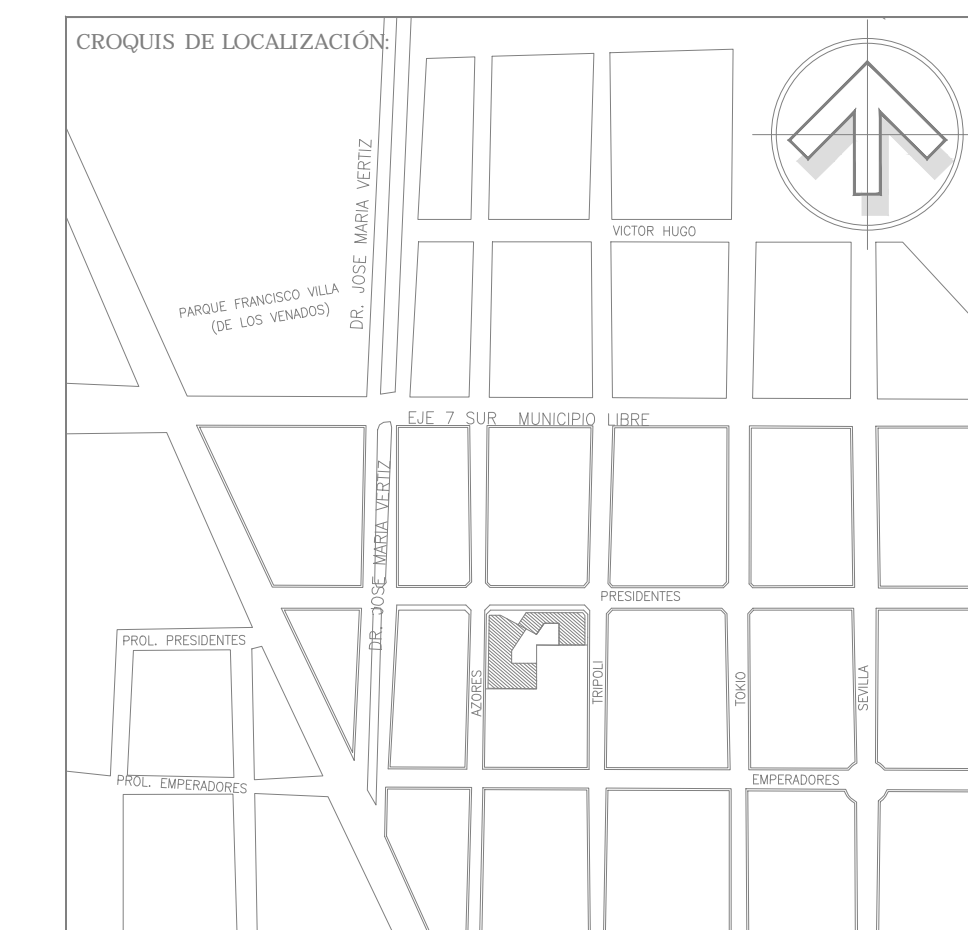 CROQUIS DE LOCALIZACIÓN:
DR. JOSE MARIA VERTIZ
VICTOR HUGO
PARQUE FRANCISCO VILLA
(DE LOS VENADOS)
EJE 7 SUR MUNICIPIO LIBRE
DR. JOSE MARIA VERTIZ
PRESIDENTES
PROL. PRESIDENTES
AZORES
TRIPOLI
TOKIO
SEVILLA
PROL. EMPERADORES
EMPERADORES